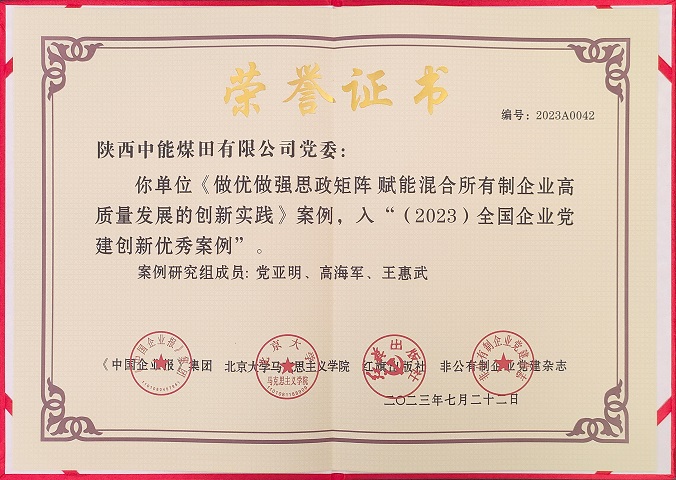 荣誉证书
编号：2023A0042
陕西中能煤田有限公司党委：
你单位《做优做强思政矩阵 赋能混合所有制企业高
质量发展的创新实践》案例，入“（2023）全国企业党
建创新优秀案例”。
案例研究组成员：党亚明、高海军、王惠武
《中国企业报》集团 北京大学马克思主义学院 红旗出版社 非公有制企业党建杂志
二〇二三年七月二十二日